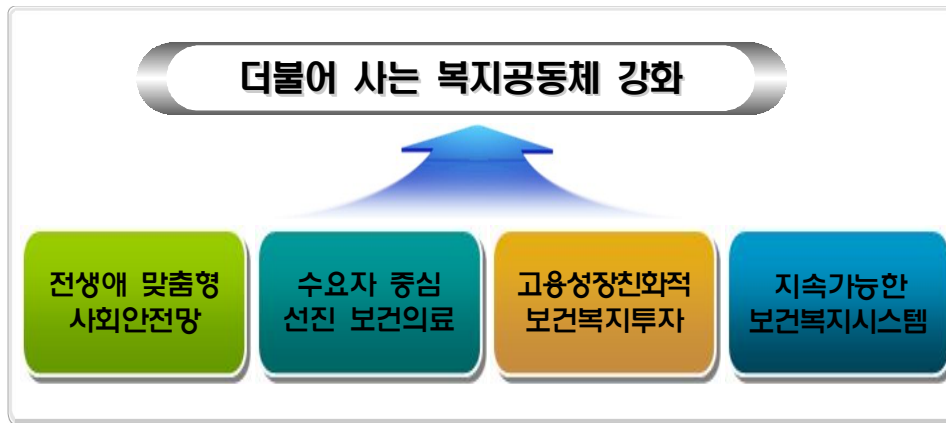 더불어 사는 복지공동체 강화
전생애 맞춤형
사회안전망
수요자 중심
선진 보건의료
고용성장친화적
보건복지투자
지속가능한
보건복지시스템